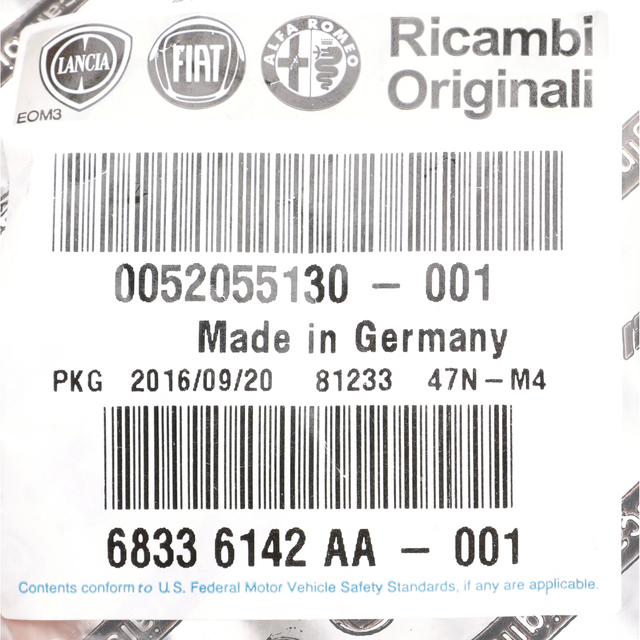 LANCIA FIAT ALFA ROMEO Ricambi
Originali
EOM3
0052055130 - 001
Made in Germany
PKG 2016/09/20 81233 47N-M4
6833 6142 AA - 001
Contents conform to U.S. Federal Motor Vehicle Safety Standards, if any are applicable.